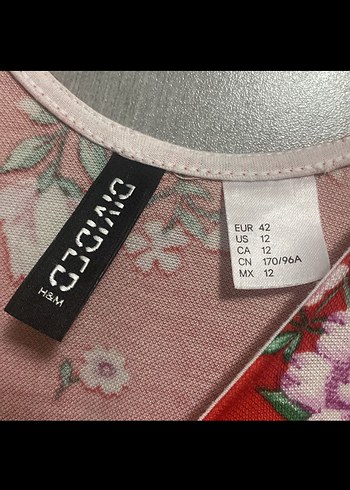 DIVIDED
H&M
EUR 42
US 12
CA 12
CN 170/96A
MX 12